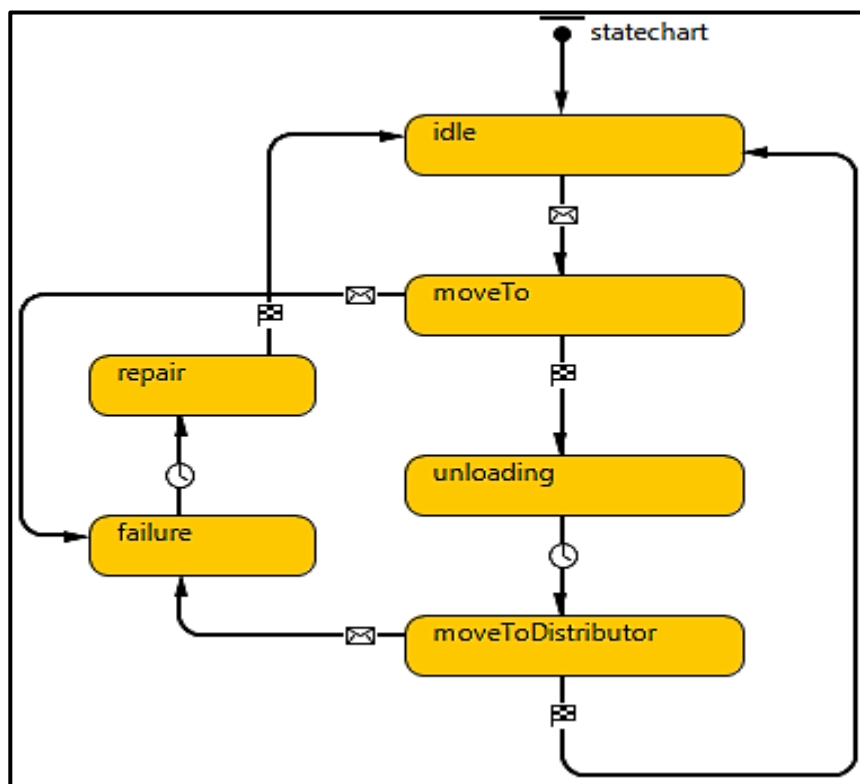 statechart
idle
moveTo
repair
unloading
failure
moveToDistributor